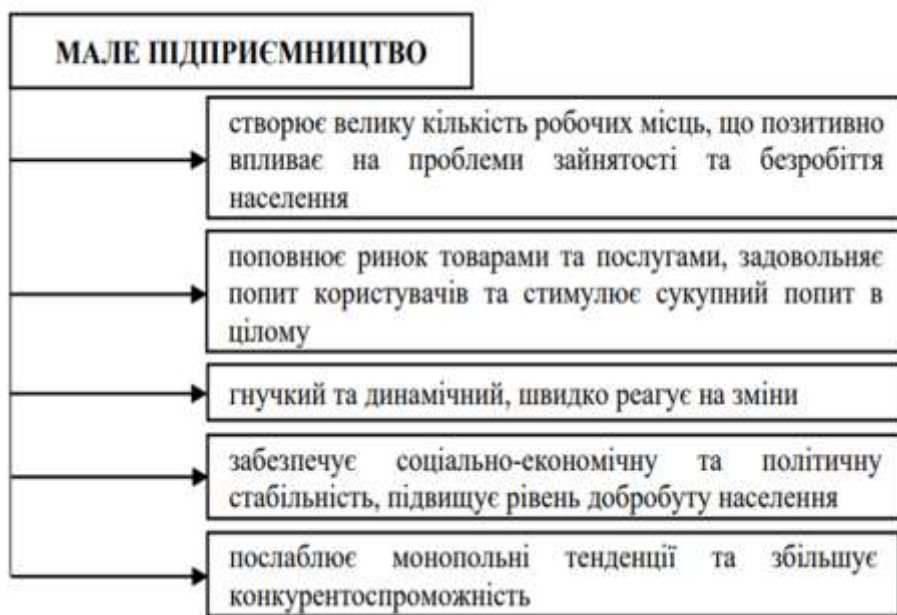 МАЛЕ ПІДПРИЄМНИЦТВО
створює велику кількість робочих місць, що позитивно
впливає на проблеми зайнятості та безробіття
населення
поповнює ринок товарами та послугами, задовольняє
попит користувачів та стимулює сукупний попит в
цілому
гнучкий та динамічний, швидко реагує на зміни
забезпечує соціально-економічну та політичну
стабільність, підвищує рівень добробуту населення
послаблює монопольні тенденції та збільшує
конкурентоспроможність